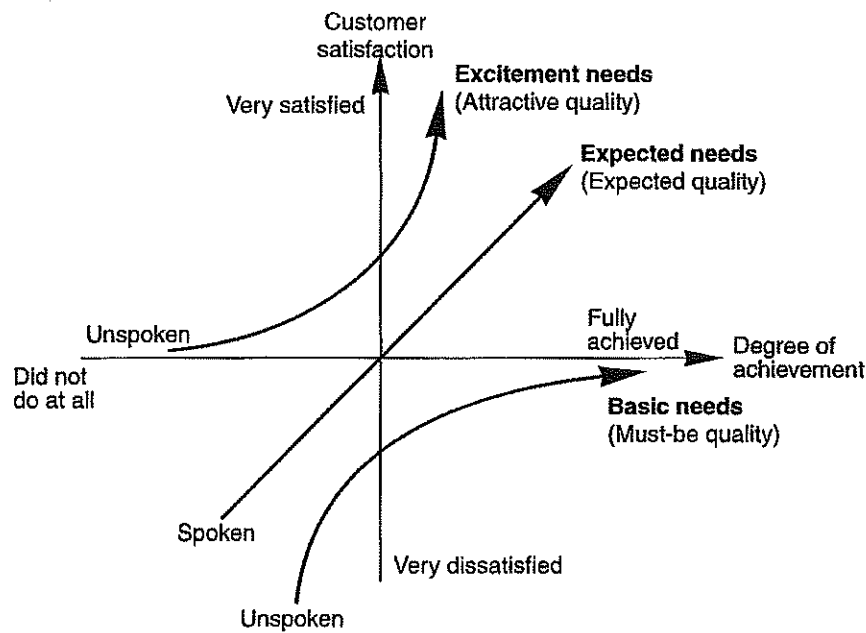 Customer
satisfaction
Excitement needs
(Attractive quality)
Very satisfied
Expected needs
(Expected quality)
Unspoken
Fully
achieved
Degree of
achievement
Did not
do at all
Basic needs
(Must-be quality)
Spoken
Very dissatisfied
Unspoken